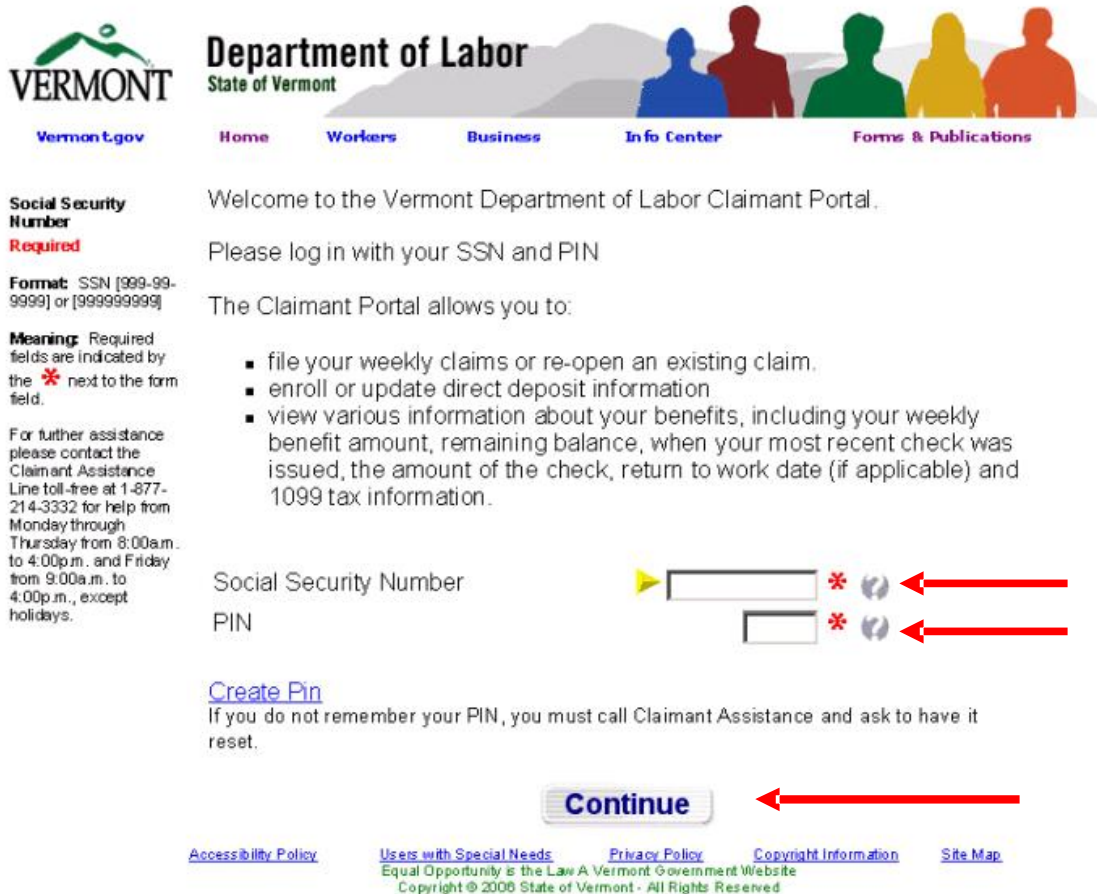 VERMONT
Department of Labor
State of Vermont
Vermont.gov
Home
Workers
Business
Info Center
Forms & Publications
Social Security
Number
Required
Format: SSN [999-99-
9999] or [999999999]
Meaning: Required
fields are indicated by
the * next to the form
field.
For further assistance
please contact the
Claimant Assistance
Line toll-free at 1-877-
214-3332 for help from
Monday through
Thursday from 8:00a.m.
to 4:00p.m. and Friday
from 9:00a.m. to
4:00p.m., except
holidays.
Welcome to the Vermont Department of Labor Claimant Portal.
Please log in with your SSN and PIN
The Claimant Portal allows you to:
▪ file your weekly claims or re-open an existing claim.
▪ enroll or update direct deposit information
▪ view various information about your benefits, including your weekly
benefit amount, remaining balance, when your most recent check was
issued, the amount of the check, return to work date (if applicable) and
1099 tax information.
Social Security Number * ?
PIN * ?
Create Pin
If you do not remember your PIN, you must call Claimant Assistance and ask to have it
reset.
Continue
Accessibility Policy Users with Special Needs Privacy Policy Copyright Information Site Map
Equal Opportunity is the Law A Vermont Government Website
Copyright © 2006 State of Vermont - All Rights Reserved